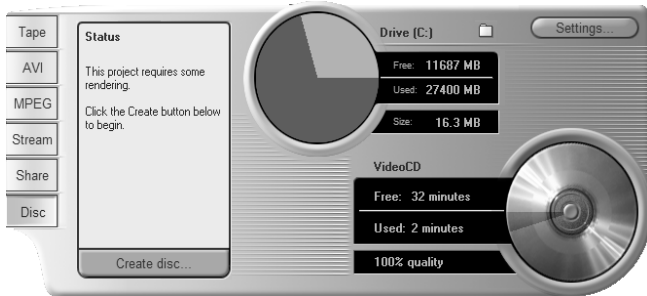 Tape
AVI
MPEG
Stream
Share
Disc
Status
This project requires some
rendering.
Click the Create button below
to begin.
Create disc...
Drive (C:)
Settings...
Free: 11687 MB
Used: 27400 MB
Size: 16.3 MB
VideoCD
Free: 32 minutes
Used: 2 minutes
100% quality